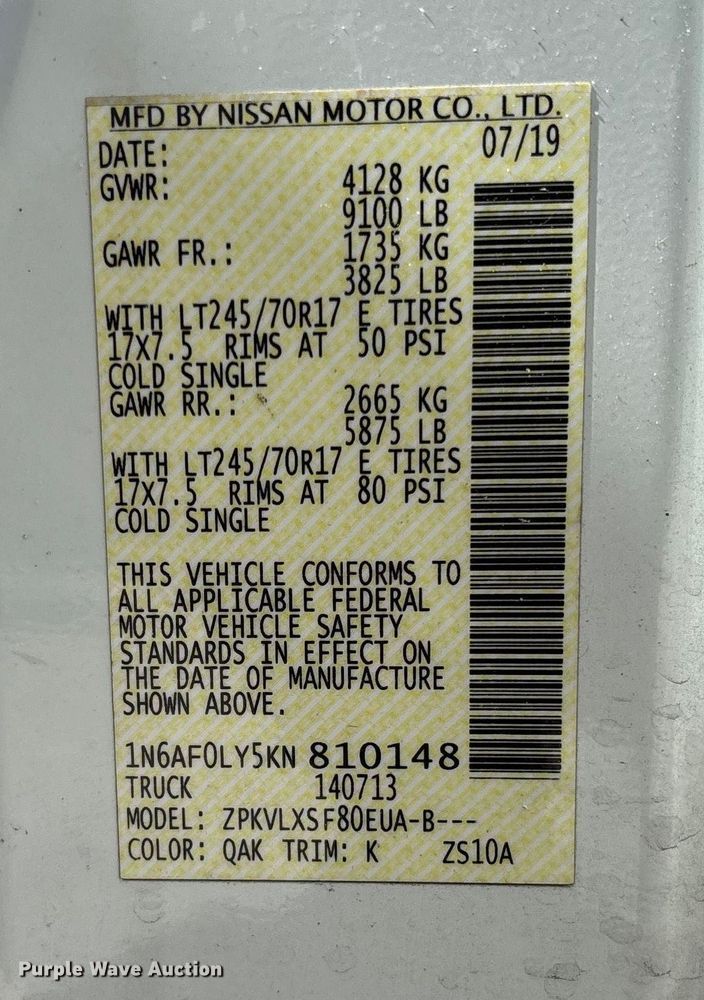 MFD BY NISSAN MOTOR CO., LTD.
DATE: 07/19
GVWR: 4128 KG
9100 LB
GAWR FR.: 1735 KG
3825 LB
WITH LT245/70R17 E TIRES
17X7.5 RIMS AT 50 PSI
COLD SINGLE
GAWR RR.: 2665 KG
5875 LB
WITH LT245/70R17 E TIRES
17X7.5 RIMS AT 80 PSI
COLD SINGLE
THIS VEHICLE CONFORMS TO
ALL APPLICABLE FEDERAL
MOTOR VEHICLE SAFETY
STANDARDS IN EFFECT ON
THE DATE OF MANUFACTURE
SHOWN ABOVE.
1N6AF0LY5KN 810148
TRUCK 140713
MODEL: ZPKVLXSF80EUA-B---
COLOR: QAK TRIM: K ZS10A
Purple Wave Auction